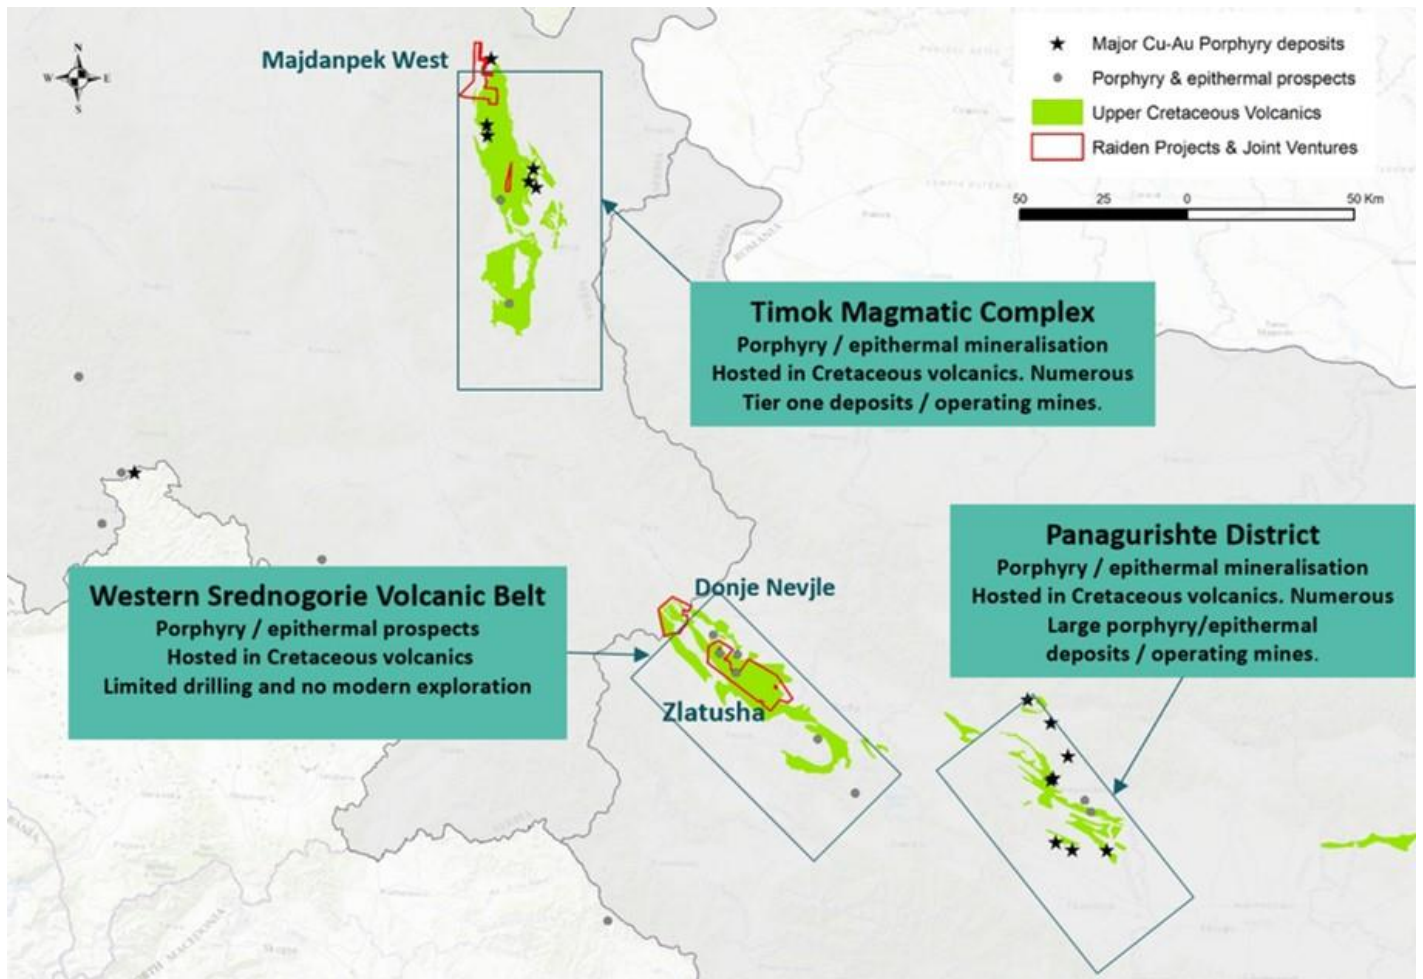 N
W E
S
Majdanpek West
Major Cu-Au Porphyry deposits
Porphyry & epithermal prospects
Upper Cretaceous Volcanics
Raiden Projects & Joint Ventures
50 25 0 50 Km
ROMANIA
Timok Magmatic Complex
Porphyry / epithermal mineralisation
Hosted in Cretaceous volcanics. Numerous
Tier one deposits / operating mines.
Panagurishte District
Porphyry / epithermal mineralisation
Hosted in Cretaceous volcanics. Numerous
Large porphyry/epithermal
deposits / operating mines.
Western Srednogorie Volcanic Belt
Porphyry / epithermal prospects
Hosted in Cretaceous volcanics
Limited drilling and no modern exploration
Donje Nevjle
Zlatusha
NORTH MACEDONIA